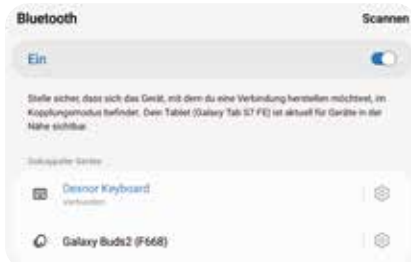 Bluetooth
Scannen
Ein
Stelle sicher, dass sich das Gerät, mit dem du eine Verbindung herstellen möchtest, im
Kopplungsmodus befindet. Dein Tablet (Galaxy Tab S7 FE) ist aktuell für Geräte in der
Nähe sichtbar.
Gekoppelte Geräte
Keyboard
Verbunden
Galaxy Buds2 (F668)